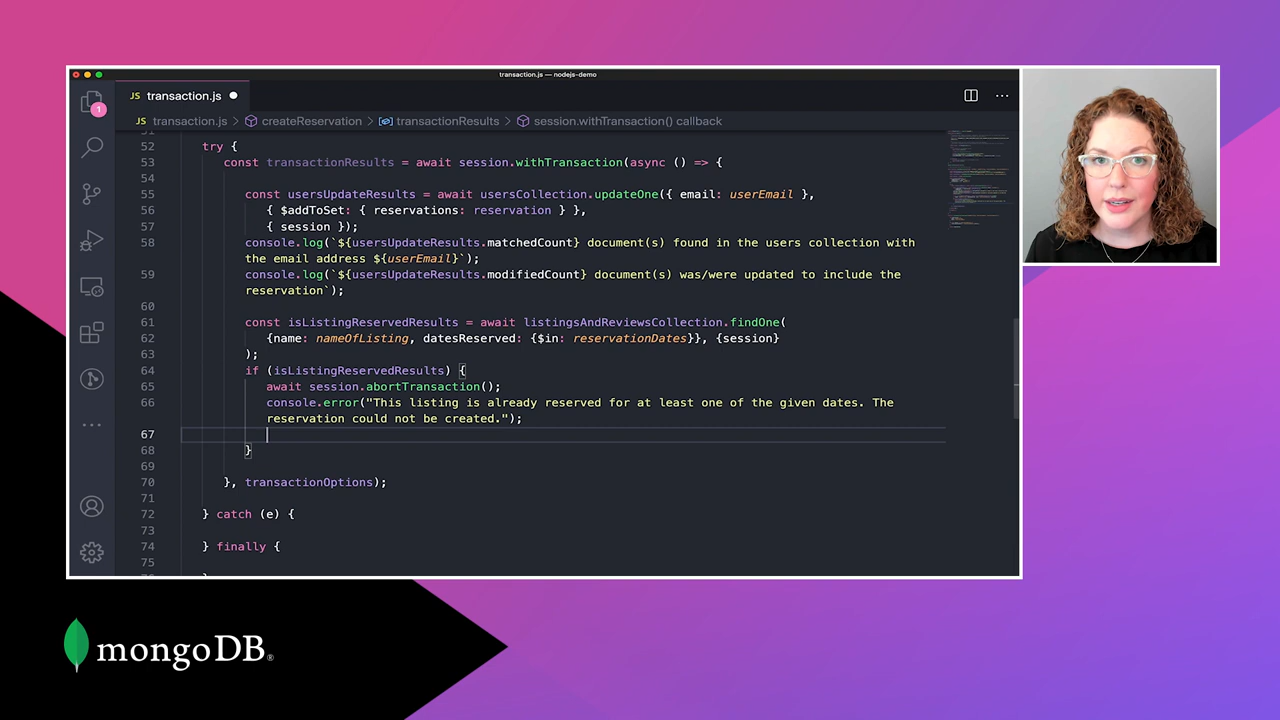 transaction.js — nodejs-demo
JS transaction.js
1
JS transaction.js > createReservation > transactionResults > session.withTransaction() callback
51
52 try {
53 const transactionResults = await session.withTransaction(async () => {
54
55 const usersUpdateResults = await usersCollection.updateOne({ email: userEmail },
56 { $addToSet: { reservations: reservation } },
57 { session });
58 console.log(`${usersUpdateResults.matchedCount} document(s) found in the users collection with
the email address ${userEmail}`);
59 console.log(`${usersUpdateResults.modifiedCount} document(s) was/were updated to include the
reservation`);
60
61 const isListingReservedResults = await listingsAndReviewsCollection.findOne(
62 {name: nameOfListing, datesReserved: {$in: reservationDates}}, {session}
63 );
64 if (isListingReservedResults) {
65 await session.abortTransaction();
66 console.error("This listing is already reserved for at least one of the given dates. The
reservation could not be created.");
67
68 }
69
70 }, transactionOptions);
71
72 } catch (e) {
73
74 } finally {
75
mongoDB®